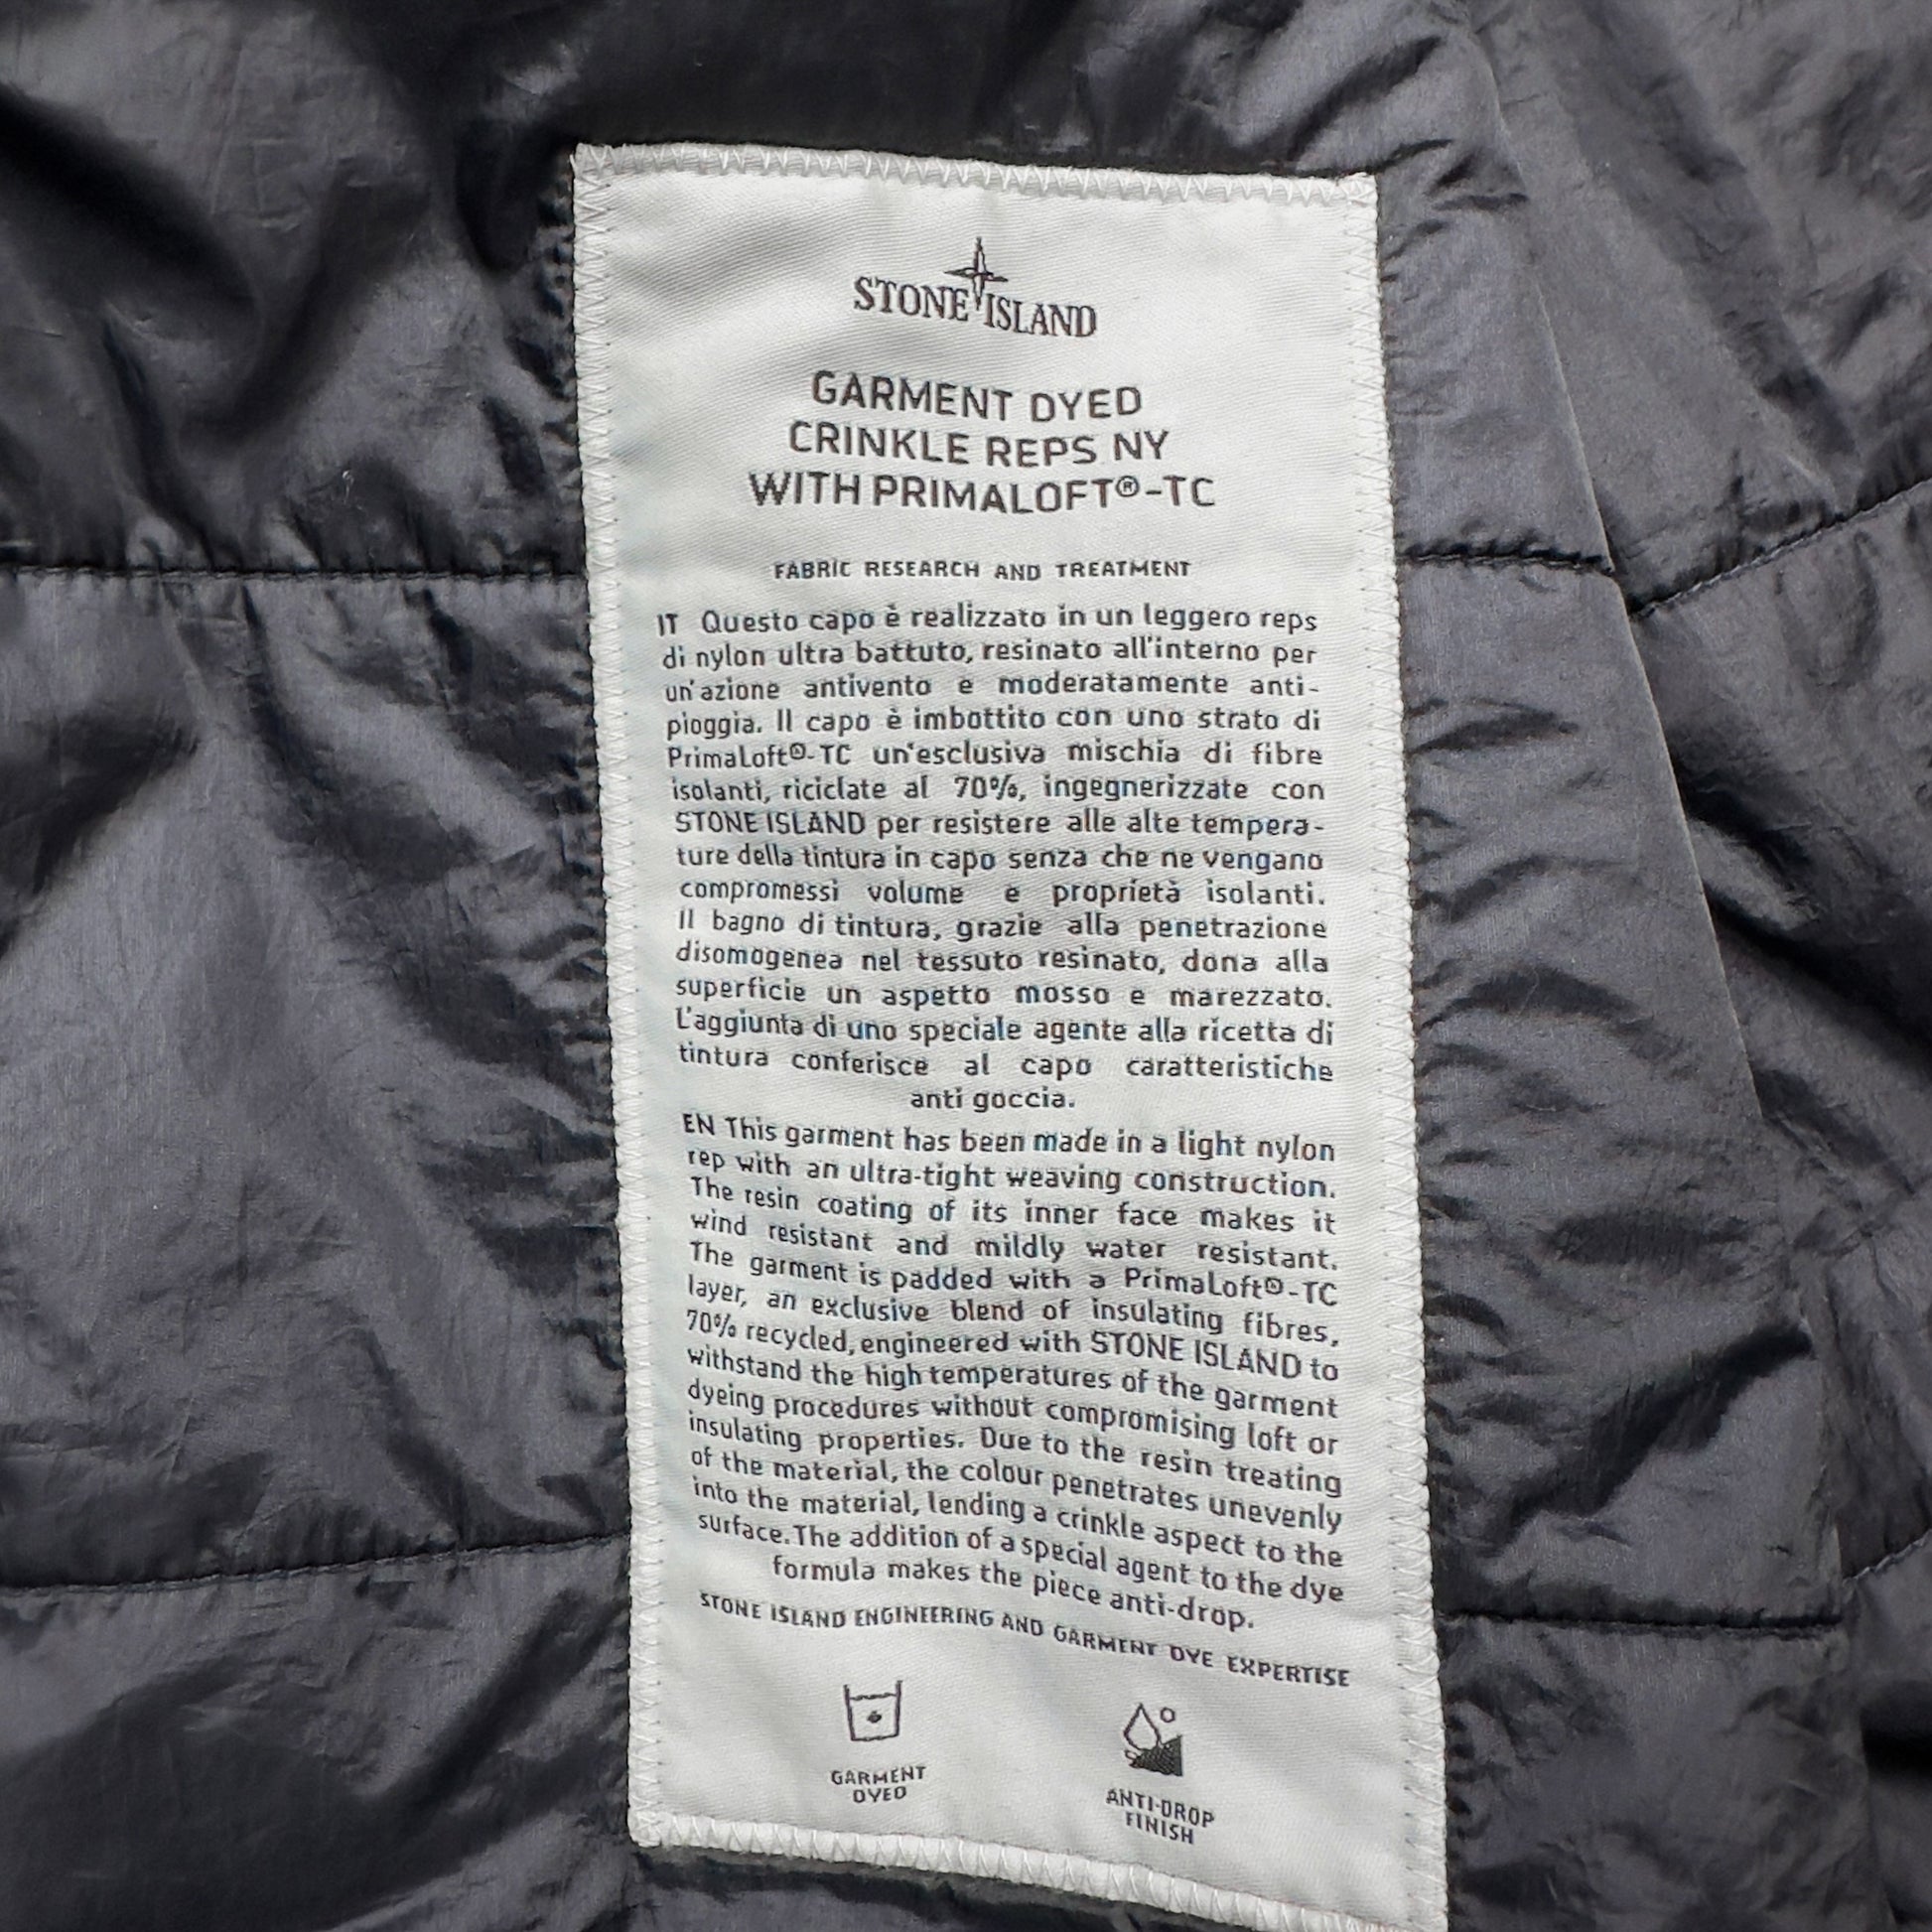 STONE ISLAND
GARMENT DYED
CRINKLE REPS NY
WITH PRIMALOFT®-TC
FABRIC RESEARCH AND TREATMENT
IT Questo capo è realizzato in un leggero reps
di nylon ultra battuto, resinato all'interno per
un'azione antivento e moderatamente anti-
pioggia. Il capo è imbottito con uno strato di
PrimaLoft®-TC un'esclusiva mischia di fibre
isolanti, riciclate al 70%, ingegnerizzate con
STONE ISLAND per resistere alle alte tempera-
ture della tintura in capo senza che ne vengano
compromessi volume e proprietà isolanti.
Il bagno di tintura, grazie alla penetrazione
disomogenea nel tessuto resinato, dona alla
superficie un aspetto mosso e marezzato.
L'aggiunta di uno speciale agente alla ricetta di
tintura conferisce al capo caratteristiche
anti goccia.
EN This garment has been made in a light nylon
rep with an ultra-tight weaving construction.
The resin coating of its inner face makes it
wind resistant and mildly water resistant.
The garment is padded with a PrimaLoft®-TC
layer, an exclusive blend of insulating fibres,
70% recycled, engineered with STONE ISLAND to
withstand the high temperatures of the garment
dyeing procedures without compromising loft or
insulating properties. Due to the resin treating
of the material, the colour penetrates unevenly
into the material, lending a crinkle aspect to the
surface. The addition of a special agent to the dye
formula makes the piece anti-drop.
STONE ISLAND ENGINEERING AND GARMENT DYE EXPERTISE
GARMENT
DYED
ANTI-DROP
FINISH